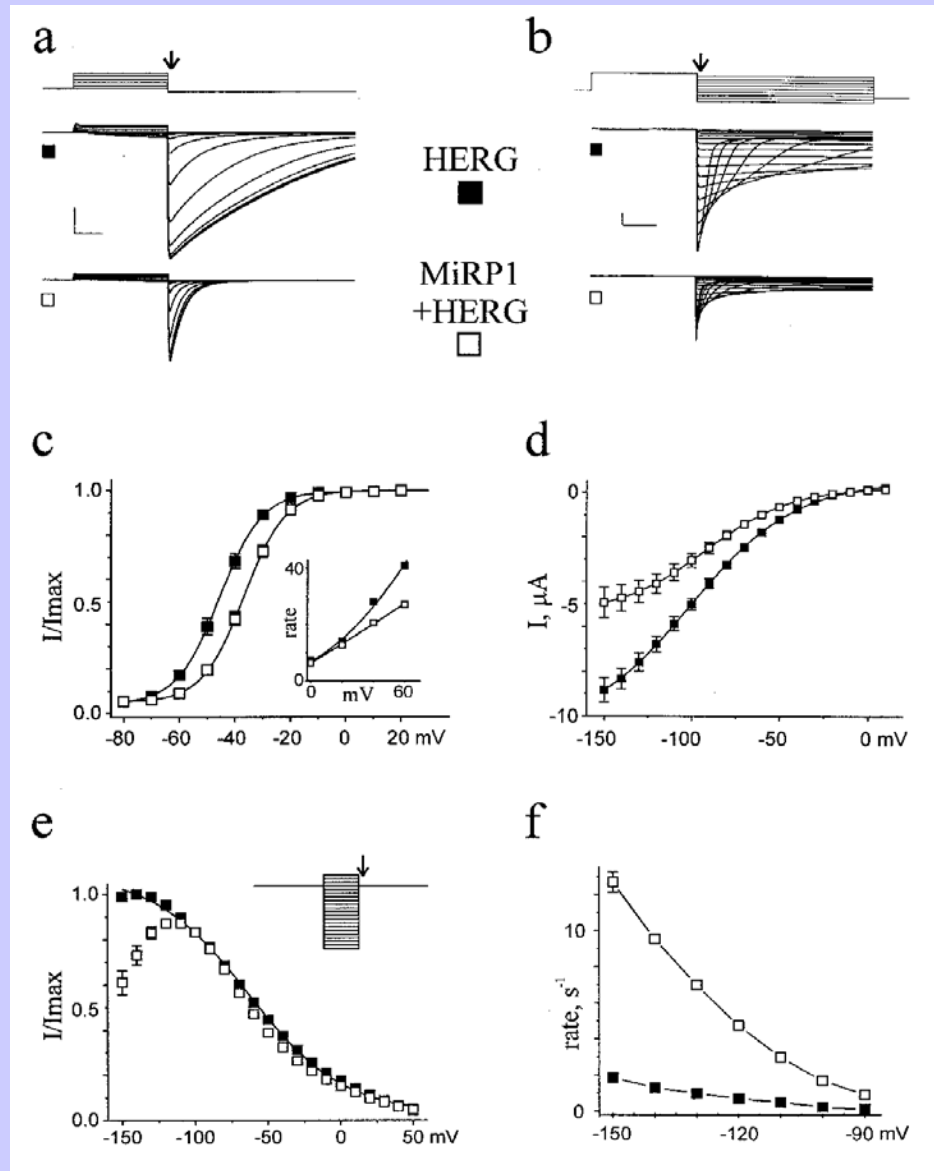 a
b
HERG
MiRP1
+HERG
c
d
1.0
0.5
0.0
I/Imax
-80 -60 -40 -20 0 20 mV
40
0
rate
0 mV 60
0
-5
-10
I, µA
-150 -100 -50 0 mV
e
f
1.0
0.5
0.0
I/Imax
-150 -100 -50 0 50 mV
10
0
rate, s⁻¹
-150 -120 -90 mV